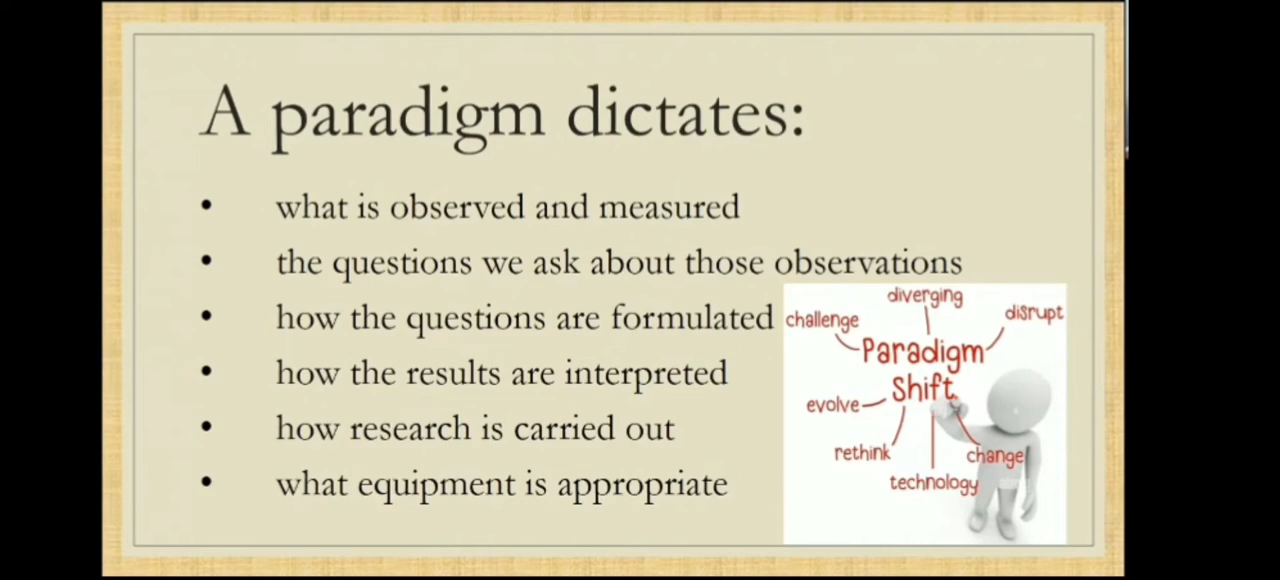 A paradigm dictates:
• what is observed and measured
• the questions we ask about those observations
• how the questions are formulated
• how the results are interpreted
• how research is carried out
• what equipment is appropriate
diverging
challenge
disrupt
Paradigm
Shift
evolve
rethink
change
technology